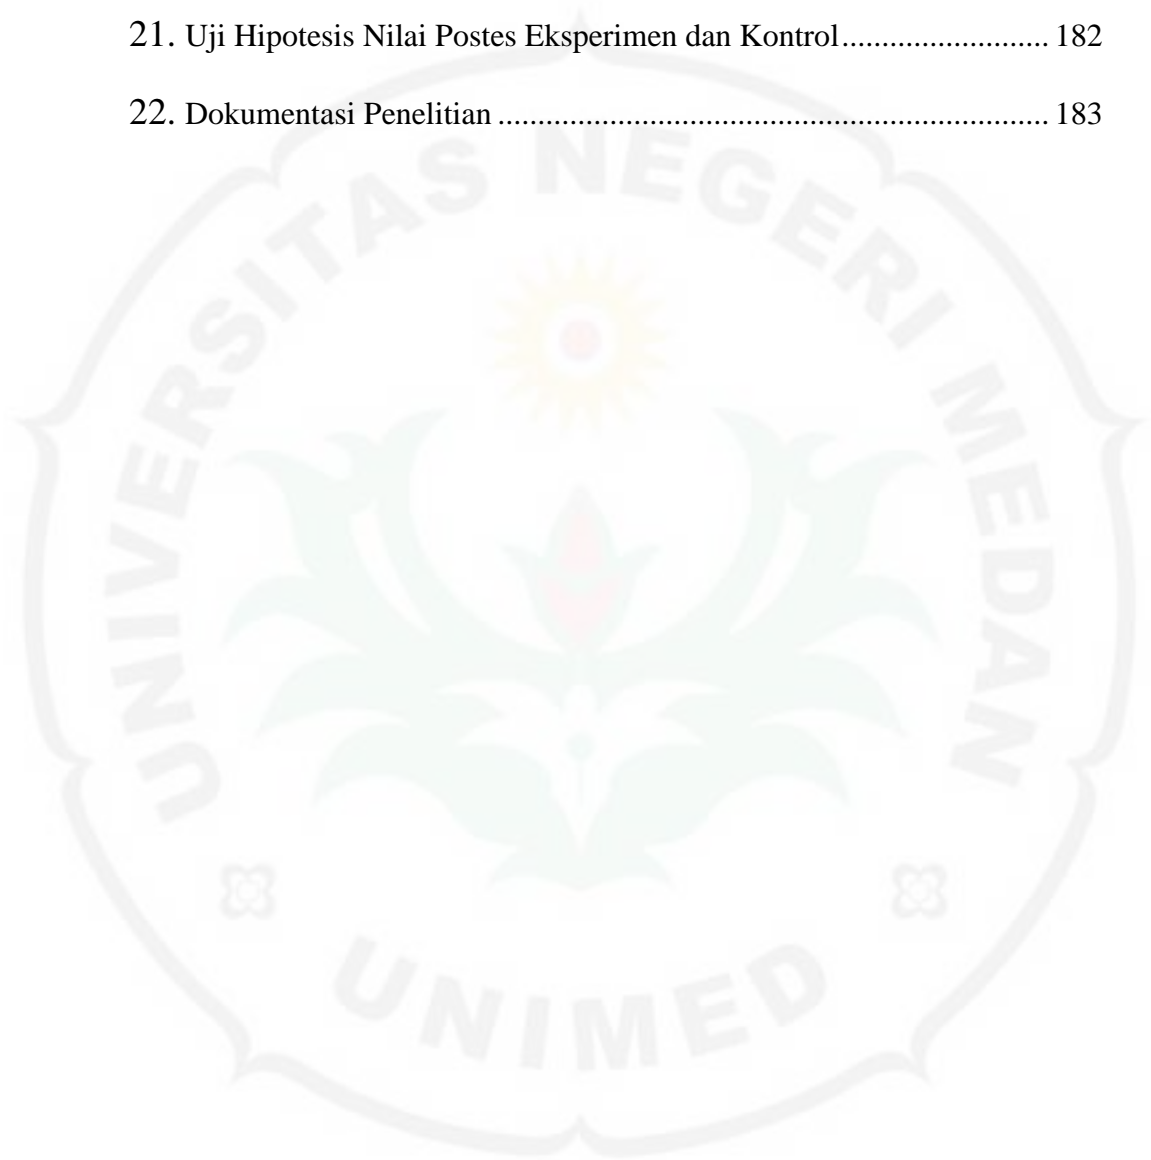 21. Uji Hipotesis Nilai Postes Eksperimen dan Kontrol.......................... 182
22. Dokumentasi Penelitian ..................................................................... 183
UNIVERSITAS NEGERI MEDAN
UNIMED